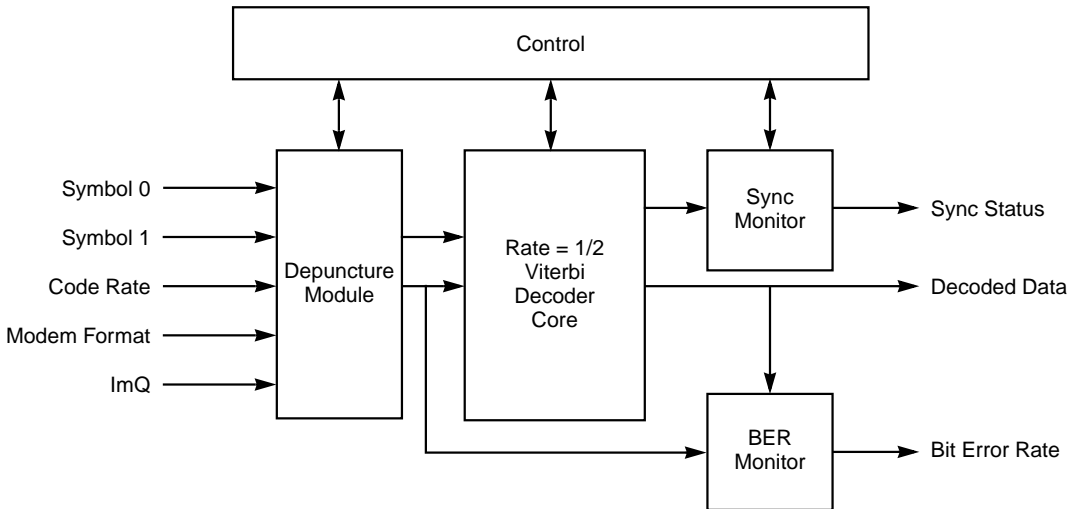 Control
Symbol 0
Symbol 1
Code Rate
Modem Format
ImQ
Depuncture
Module
Rate = 1/2
Viterbi
Decoder
Core
Sync
Monitor
Sync Status
Decoded Data
BER
Monitor
Bit Error Rate